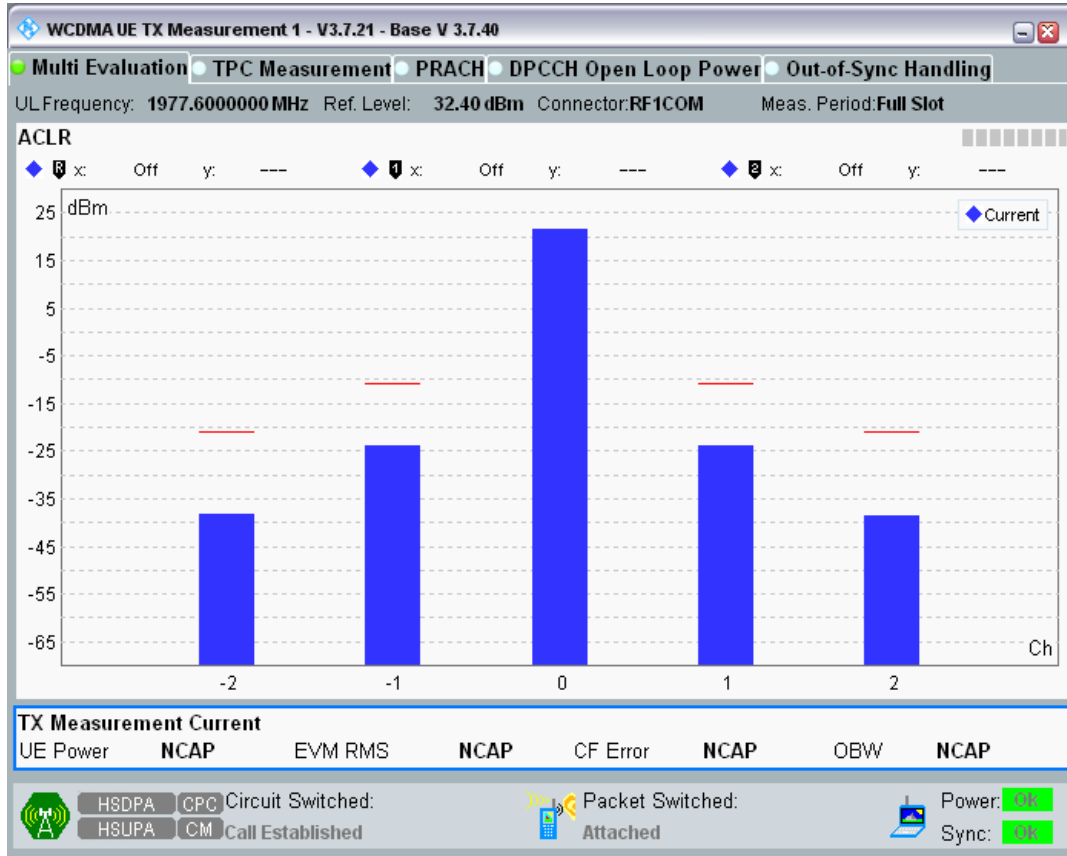 WCDMA UE TX Measurement 1 - V3.7.21 - Base V 3.7.40
Multi Evaluation TPC Measurement PRACH DPCCH Open Loop Power Out-of-Sync Handling
UL Frequency: 1977.6000000 MHz Ref. Level: 32.40 dBm Connector:RF1COM Meas. Period:Full Slot
ACLR
R x: Off y: --- 1 x: Off y: --- 2 x: Off y: ---
dBm
Current
25
15
5
-5
-15
-25
-35
-45
-55
-65
Ch
-2 -1 0 1 2
TX Measurement Current
UE Power NCAP EVM RMS NCAP CF Error NCAP OBW NCAP
HSDPA CPC Circuit Switched: Packet Switched: Power: Ok
HSUPA CM Call Established Attached Sync: Ok